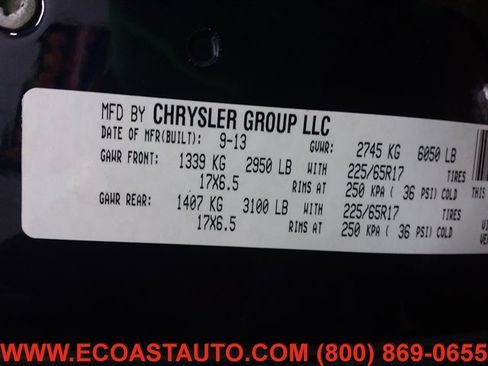 MFD BY CHRYSLER GROUP LLC
DATE OF MFR(BUILT): 9-13 GVWR: 2745 KG 6050 LB
GAWR FRONT: 1339 KG 2950 LB WITH 225/65R17 TIRES
17X6.5 RIMS AT 250 KPA ( 36 PSI) COLD THIS
GAWR REAR: 1407 KG 3100 LB WITH 225/65R17 TIRES
17X6.5 RIMS AT 250 KPA ( 36 PSI) COLD
WWW.ECOASTAUTO.COM (800) 869-0655